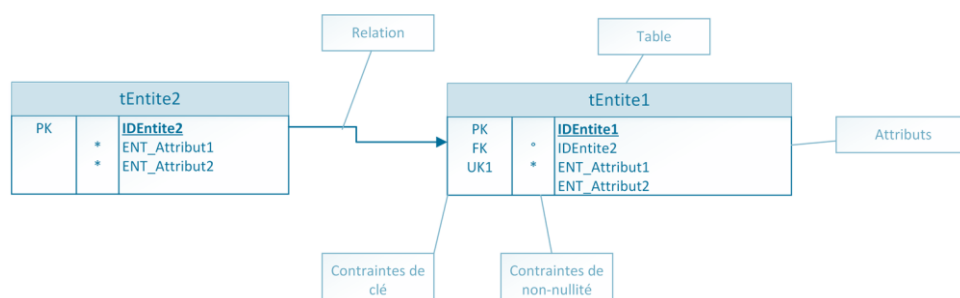 Relation
Table
tEntite2
PK IDEntite2
* ENT_Attribut1
* ENT_Attribut2
tEntite1
PK IDEntite1
FK ° IDEntite2
UK1 * ENT_Attribut1
ENT_Attribut2
Attributs
Contraintes de
clé
Contraintes de
non-nullité